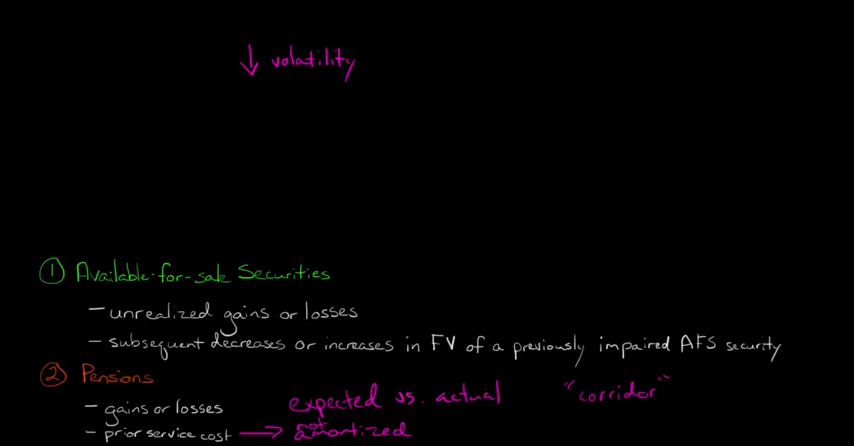 ↓ volatility
① Available-for-sale Securities
- unrealized gains or losses
- subsequent decreases or increases in FV of a previously impaired AFS security
② Pensions
- gains or losses expected vs. actual "corridor"
not
- prior service cost → amortized